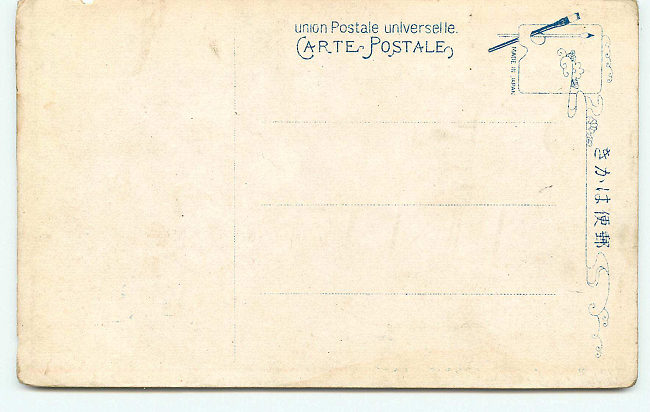 union Postale universelle.
CARTE POSTALE
MADE IN JAPAN
郵便はかき